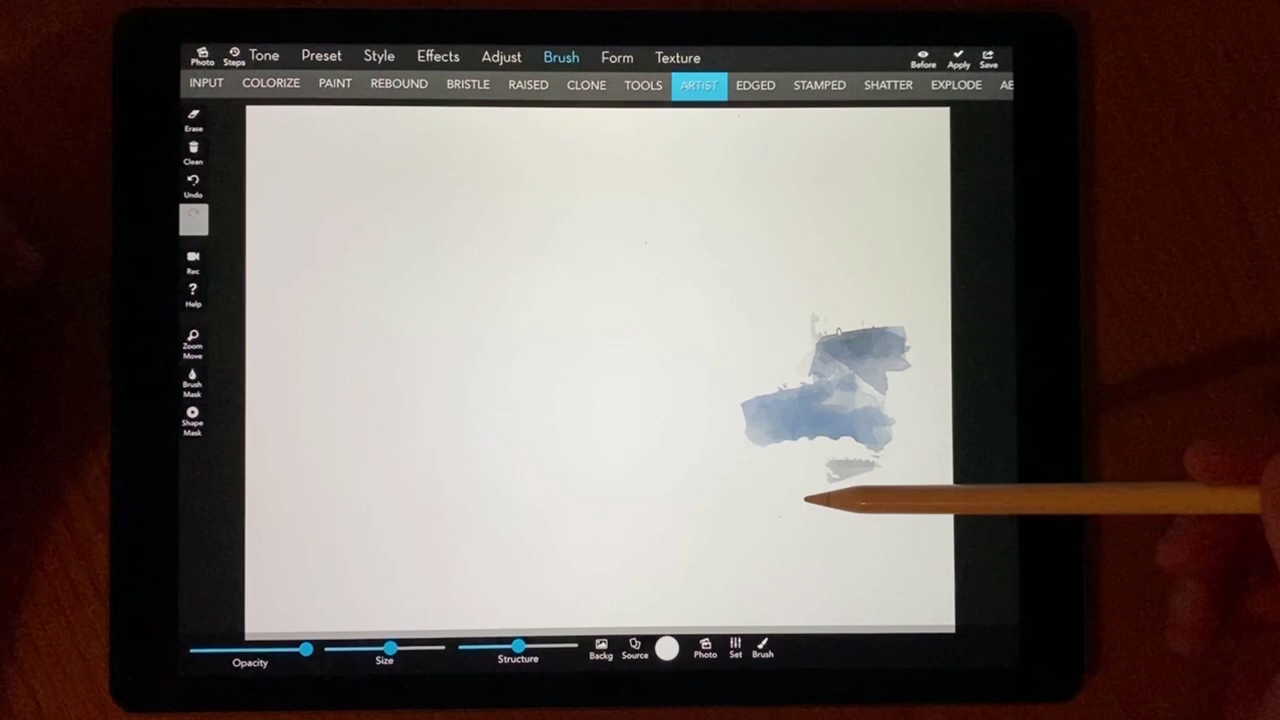 Photo Steps Tone Preset Style Effects Adjust Brush Form Texture Before Apply Save
INPUT COLORIZE PAINT REBOUND BRISTLE RAISED CLONE TOOLS ARTIST EDGED STAMPED SHATTER EXPLODE AB
Erase
Clean
Undo
Rec
?
Help
Zoom
Move
Brush
Mask
Shape
Mask
Opacity Size Structure Backg Source Photo Set Brush